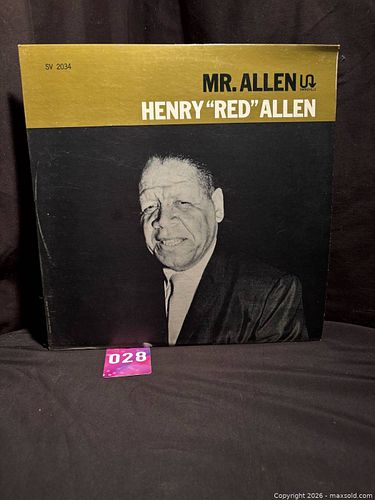 SV 2034
MR. ALLEN
HENRY "RED" ALLEN
028
Copyright 2026 - maxsold.com